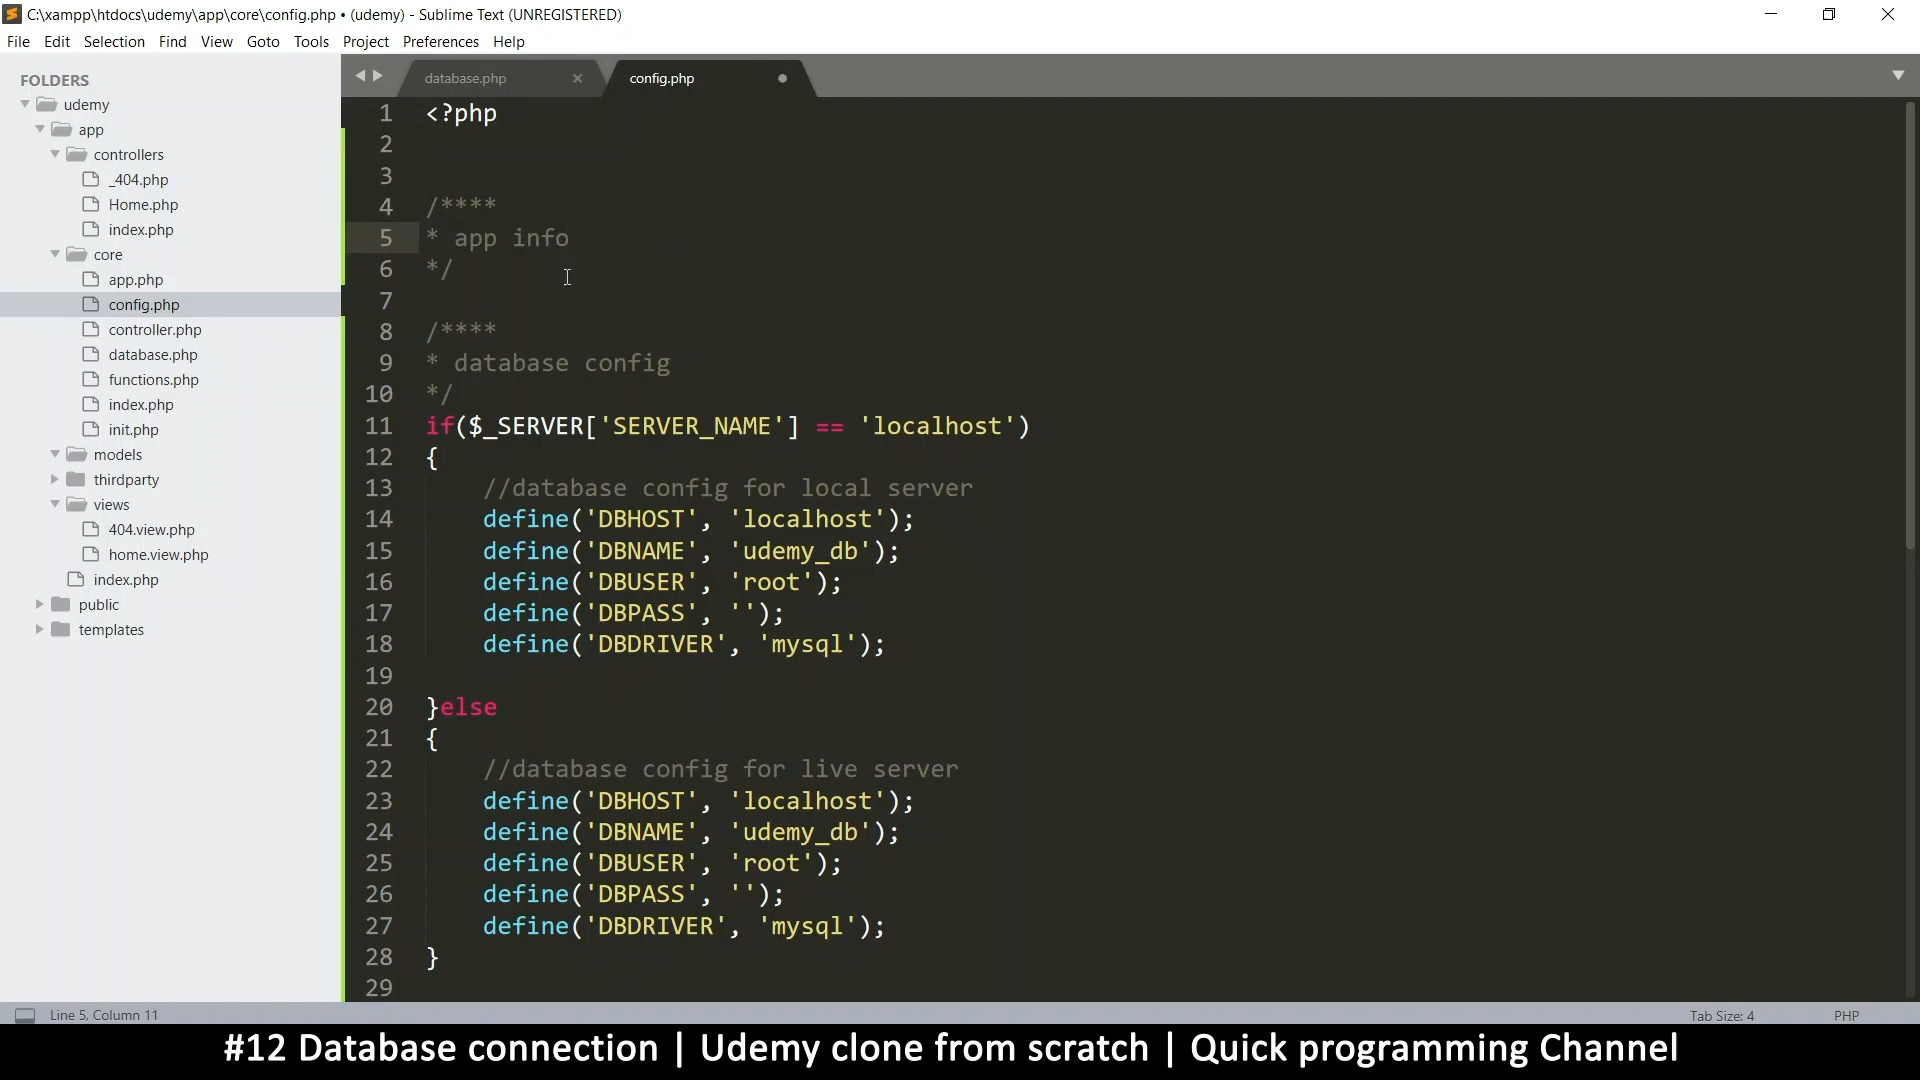 C:\xampp\htdocs\udemy\app\core\config.php • (udemy) - Sublime Text (UNREGISTERED)
File Edit Selection Find View Goto Tools Project Preferences Help
FOLDERS
udemy
app
controllers
_404.php
Home.php
index.php
core
app.php
config.php
controller.php
database.php
functions.php
index.php
init.php
models
thirdparty
views
404.view.php
home.view.php
index.php
public
templates
database.php config.php
1 <?php
2
3
4 /****
5 * app info
6 */
7
8 /****
9 * database config
10 */
11 if($_SERVER['SERVER_NAME'] == 'localhost')
12 {
13 //database config for local server
14 define('DBHOST', 'localhost');
15 define('DBNAME', 'udemy_db');
16 define('DBUSER', 'root');
17 define('DBPASS', '');
18 define('DBDRIVER', 'mysql');
19
20 }else
21 {
22 //database config for live server
23 define('DBHOST', 'localhost');
24 define('DBNAME', 'udemy_db');
25 define('DBUSER', 'root');
26 define('DBPASS', '');
27 define('DBDRIVER', 'mysql');
28 }
29
Line 5, Column 11 Tab Size: 4 PHP
#12 Database connection | Udemy clone from scratch | Quick programming Channel